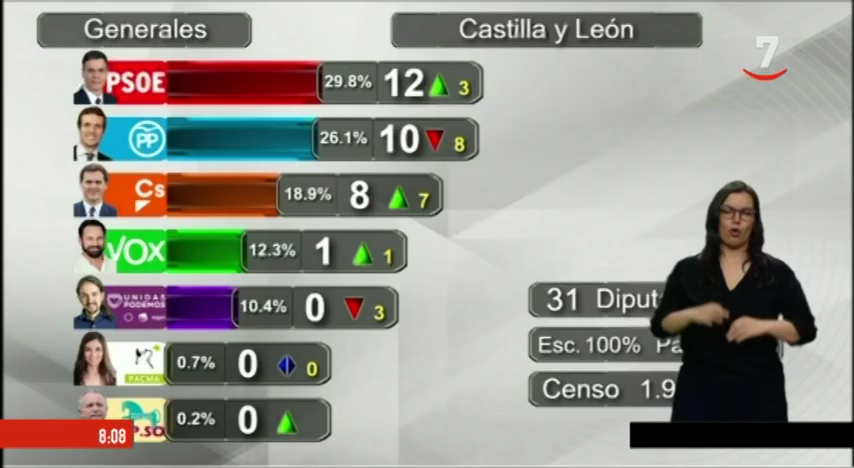 Generales
Castilla y León
7
PSOE 29.8% 12 3
PP 26.1% 10 8
Cs 18.9% 8 7
VOX 12.3% 1 1
UNIDAS PODEMOS 10.4% 0 3
PACMA 0.7% 0 0
P.SO 0.2% 0
31 Diput
Esc. 100% Pa
Censo 1.9
8:08